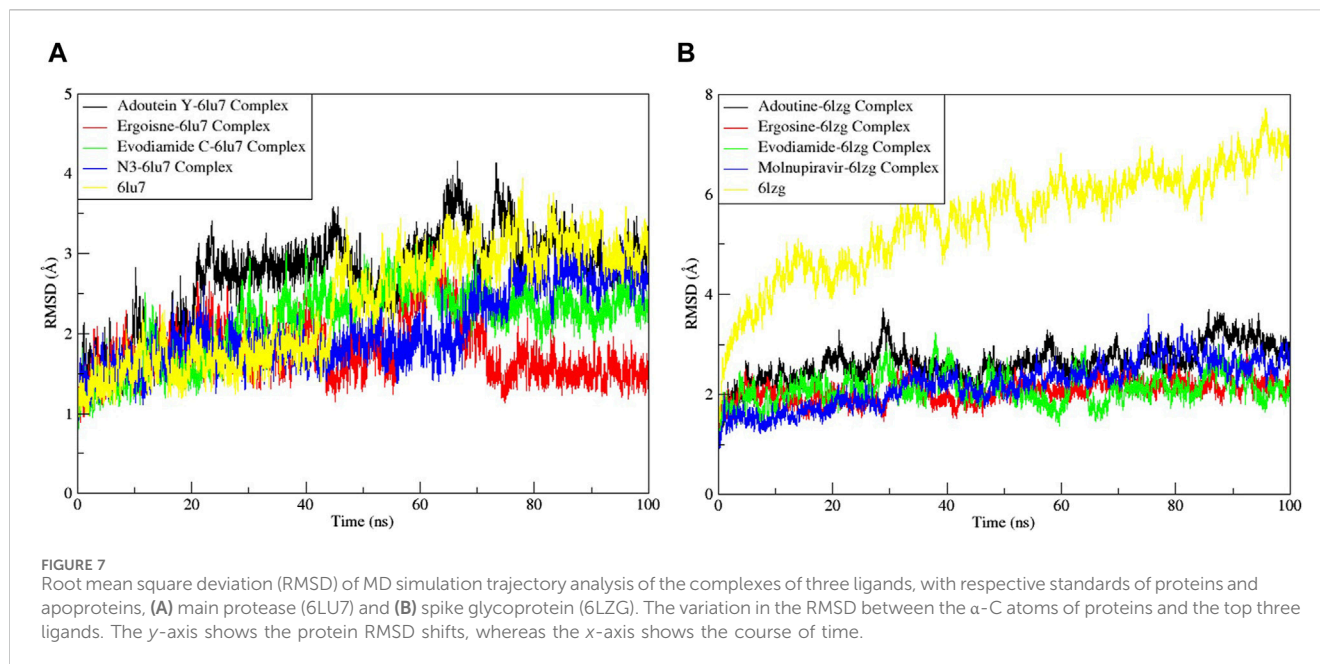 A
5
4
3
2
1
0
RMSD (Å)
Adoutein Y-6lu7 Complex
Ergoisne-6lu7 Complex
Evodiamide C-6lu7 Complex
N3-6lu7 Complex
6lu7
0 20 40 60 80 100
Time (ns)
B
8
6
4
2
0
RMSD (Å)
Adoutine-6lzg Complex
Ergosine-6lzg Complex
Evodiamide-6lzg Complex
Molnupiravir-6lzg Complex
6lzg
0 20 40 60 80 100
Time (ns)
FIGURE 7
Root mean square deviation (RMSD) of MD simulation trajectory analysis of the complexes of three ligands, with respective standards of proteins and
apoproteins, (A) main protease (6LU7) and (B) spike glycoprotein (6LZG). The variation in the RMSD between the α-C atoms of proteins and the top three
ligands. The y-axis shows the protein RMSD shifts, whereas the x-axis shows the course of time.